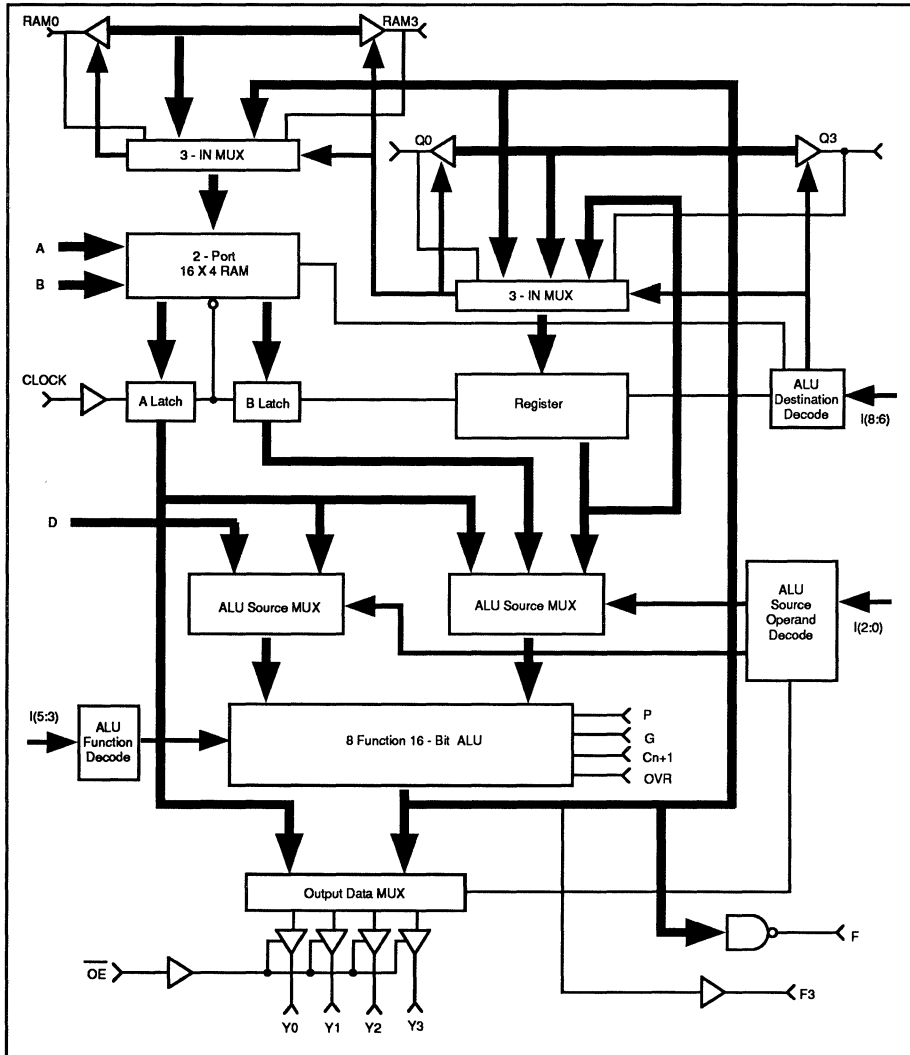 RAM0
RAM3
Q0
Q3
3 - IN MUX
A
B
2 - Port
16 X 4 RAM
3 - IN MUX
CLOCK
A Latch
B Latch
Register
ALU
Destination
Decode
I(8:6)
D
ALU Source MUX
ALU Source MUX
ALU
Source
Operand
Decode
I(2:0)
I(5:3)
ALU
Function
Decode
8 Function 16 - Bit ALU
P
G
Cn+1
OVR
Output Data MUX
F
OE
F3
Y0
Y1
Y2
Y3